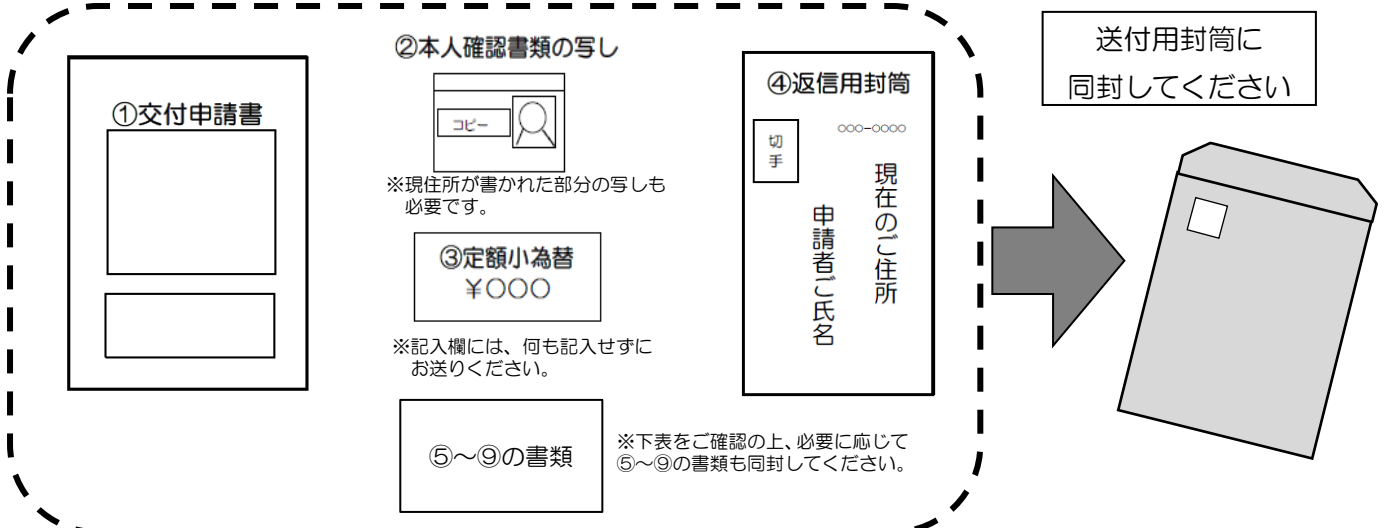 ①交付申請書
②本人確認書類の写し
コピー
※現住所が書かれた部分の写しも
必要です。
③定額小為替
￥〇〇〇
※記入欄には、何も記入せずに
お送りください。
⑤～⑨の書類
※下表をご確認の上、必要に応じて
⑤～⑨の書類も同封してください。
④返信用封筒
切手
○○○-○○○○
現在のご住所
申請者ご氏名
送付用封筒に
同封してください